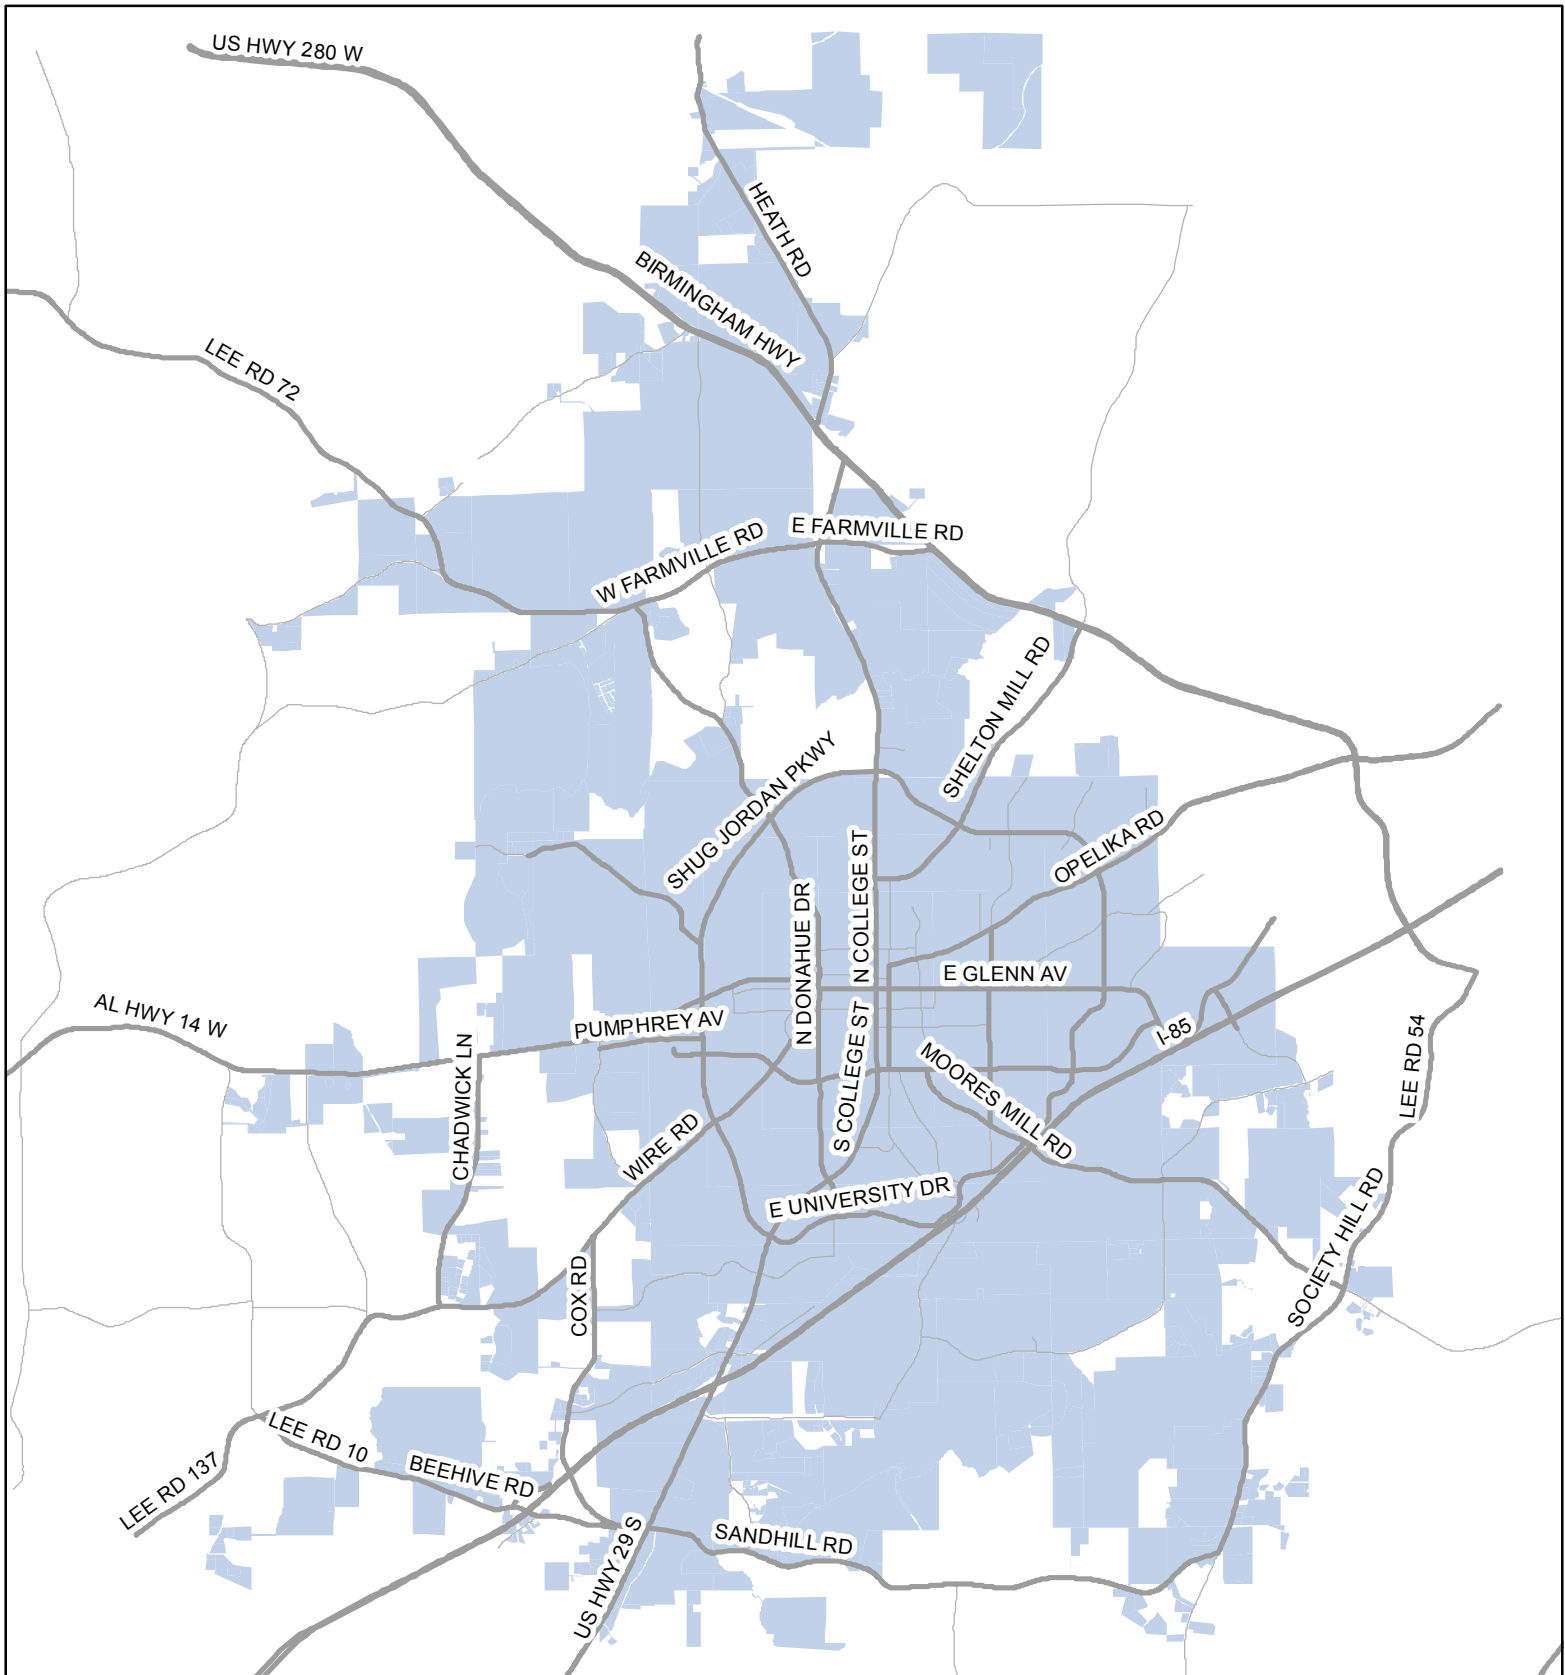 US HWY 280 W
HEATH RD
BIRMINGHAM HWY
LEE RD 72
E FARMVILLE RD
W FARMVILLE RD
SHELTON MILL RD
SHUG JORDAN PKWY
OPELIKA RD
N COLLEGE ST
N DONAHUE DR
E GLENN AV
AL HWY 14 W
PUMPHREY AV
I-85
S COLLEGE ST
MOORES MILL RD
CHADWICK LN
LEE RD 54
WIRE RD
E UNIVERSITY DR
SOCIETY HILL RD
COX RD
LEE RD 10
BEEHIVE RD
LEE RD 137
SANDHILL RD
US HWY 29 S